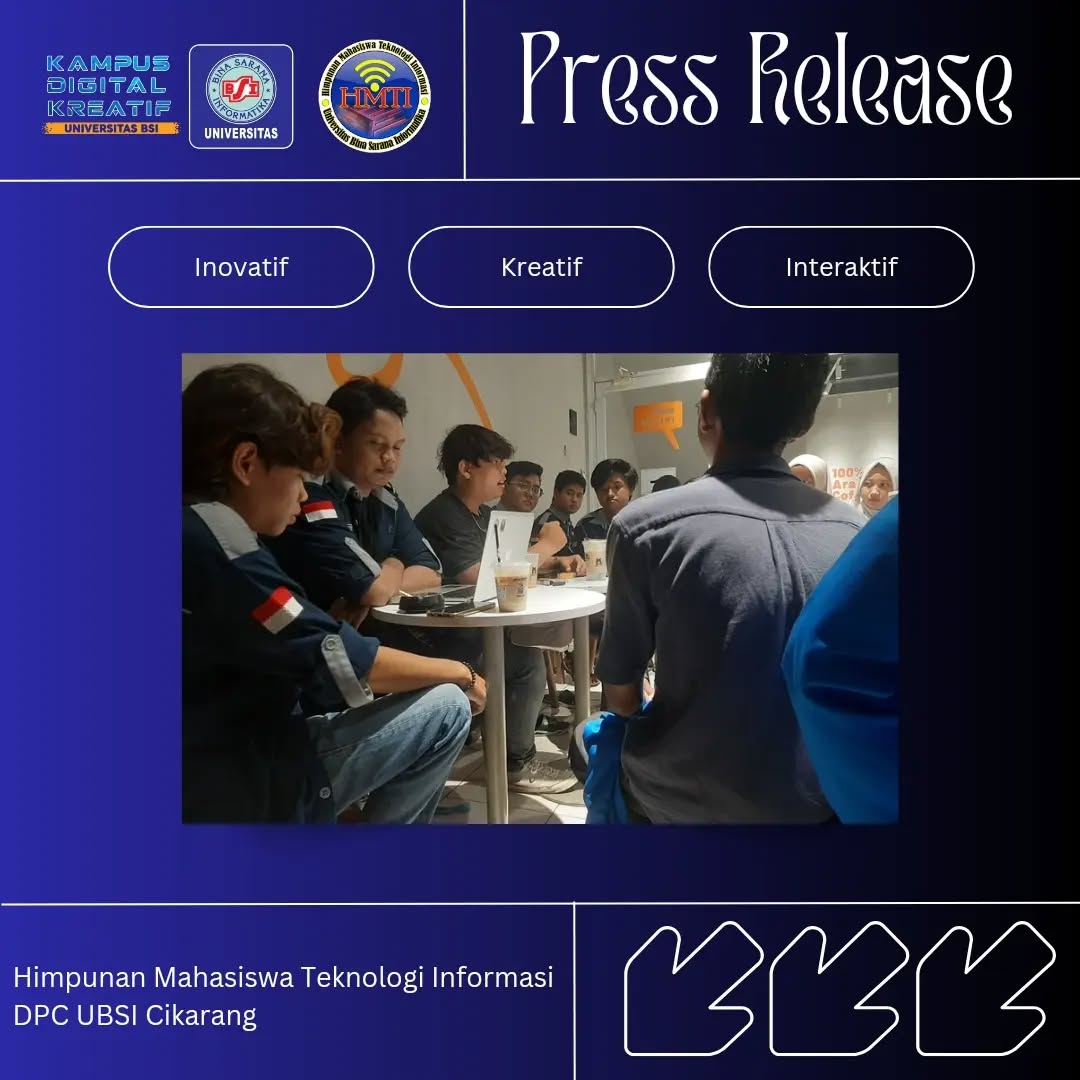 KAMPUS
DIGITAL
KREATIF
UNIVERSITAS BSI
BINA SARANA
BSI
INFORMATIKA
UNIVERSITAS
Himpunan Mahasiswa Teknologi Informasi
HMTI
Universitas Bina Sarana Informatika
Press Release
Inovatif
Kreatif
Interaktif
100%
Ara
Cof
Himpunan Mahasiswa Teknologi Informasi
DPC UBSI Cikarang